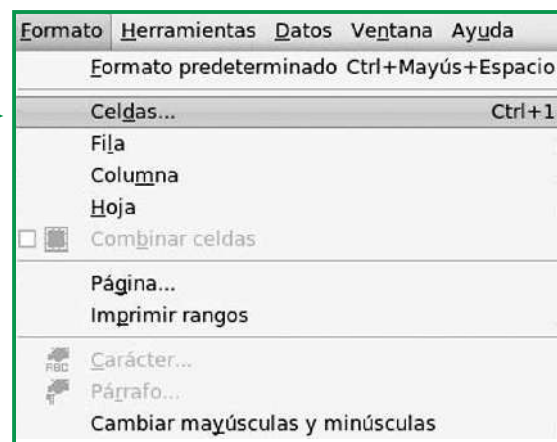 Formato Herramientas Datos Ventana Ayuda
Formato predeterminado Ctrl+Mayús+Espacio
Celdas... Ctrl+1
Fila
Columna
Hoja
Combinar celdas
Página...
Imprimir rangos
ABC Carácter...
Párrafo...
Cambiar mayúsculas y minúsculas